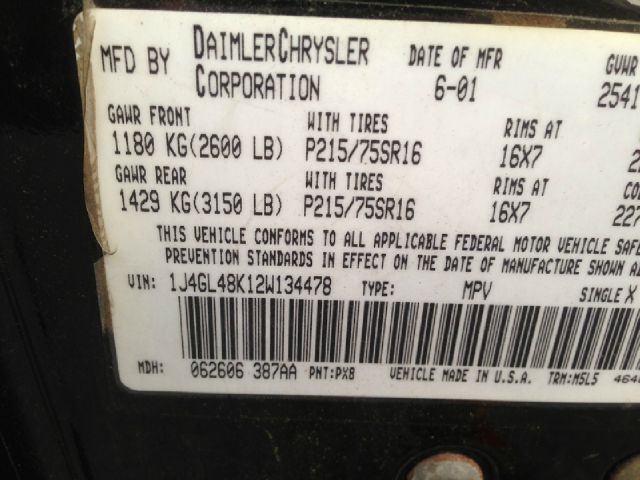 MFD BY DAIMLERCHRYSLER CORPORATION DATE OF MFR 6-01 GVWR 2541
GAWR FRONT WITH TIRES RIMS AT
1180 KG(2600 LB) P215/75SR16 16X7
GAWR REAR WITH TIRES RIMS AT
1429 KG(3150 LB) P215/75SR16 16X7 227
THIS VEHICLE CONFORMS TO ALL APPLICABLE FEDERAL MOTOR VEHICLE SAFE
PREVENTION STANDARDS IN EFFECT ON THE DATE OF MANUFACTURE SHOWN A
VIN: 1J4GL48K12W134478 TYPE: MPV SINGLE X
MDH: 062606 387AA PNT:PX8 VEHICLE MADE IN U.S.A. TRM:M5L5 464